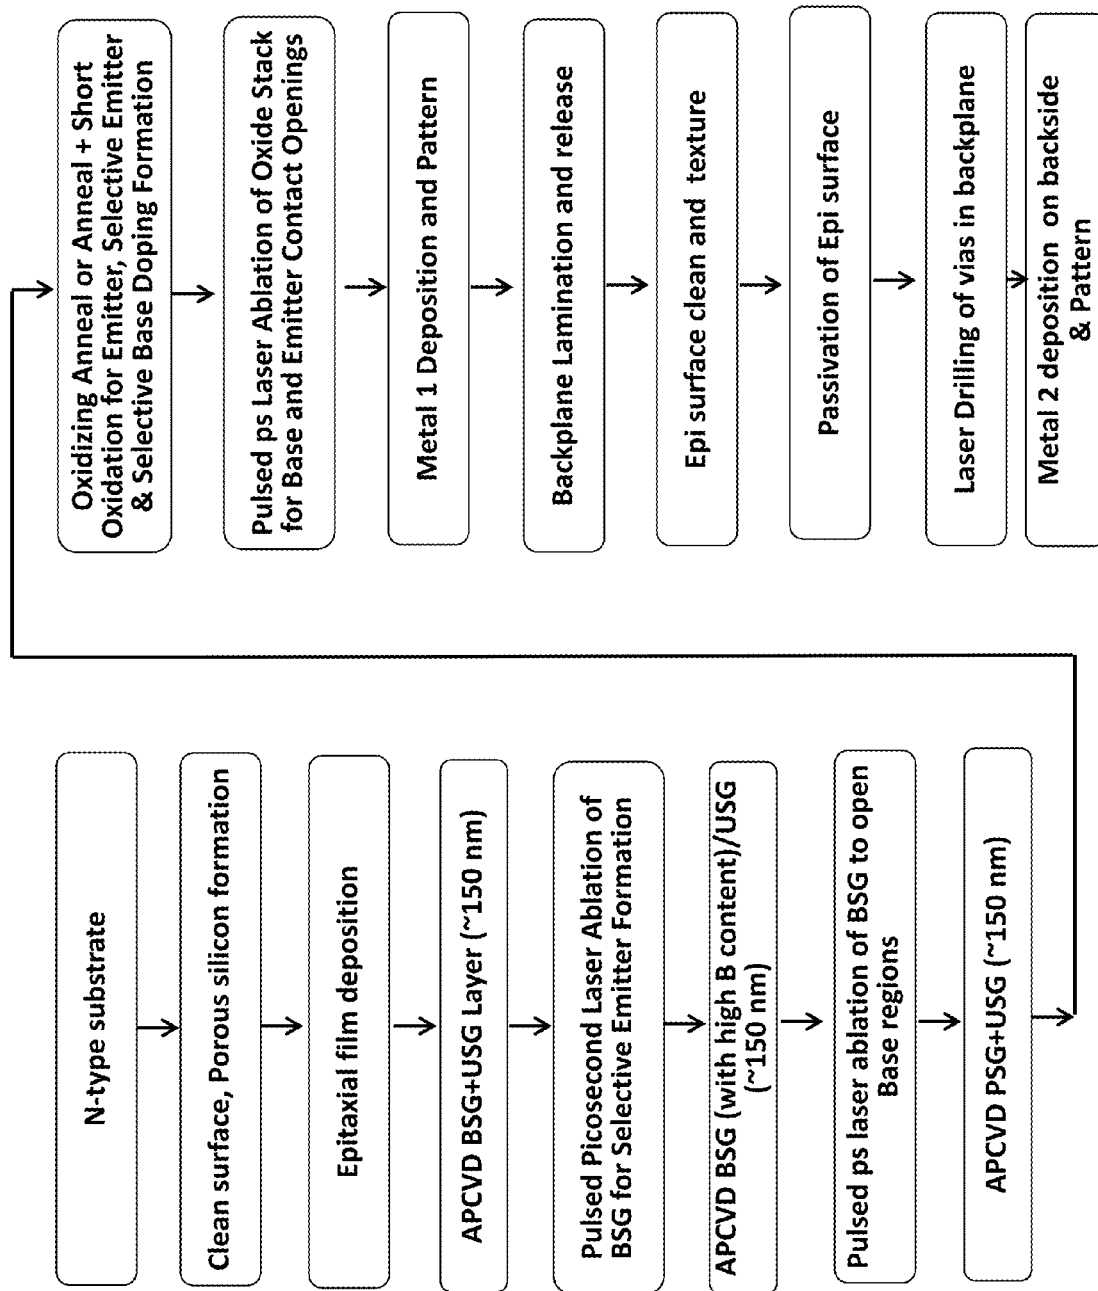 N-type substrate
Clean surface, Porous silicon formation
Epitaxial film deposition
APCVD BSG+USG Layer (~150 nm)
Pulsed Picosecond Laser Ablation of
BSG for Selective Emitter Formation
APCVD BSG (with high B content)/USG
(~150 nm)
Pulsed ps laser ablation of BSG to open
Base regions
APCVD PSG+USG (~150 nm)
Oxidizing Anneal or Anneal + Short
Oxidation for Emitter, Selective Emitter
& Selective Base Doping Formation
Pulsed ps Laser Ablation of Oxide Stack
for Base and Emitter Contact Openings
Metal 1 Deposition and Pattern
Backplane Lamination and release
Epi surface clean and texture
Passivation of Epi surface
Laser Drilling of vias in backplane
Metal 2 deposition on backside
& Pattern